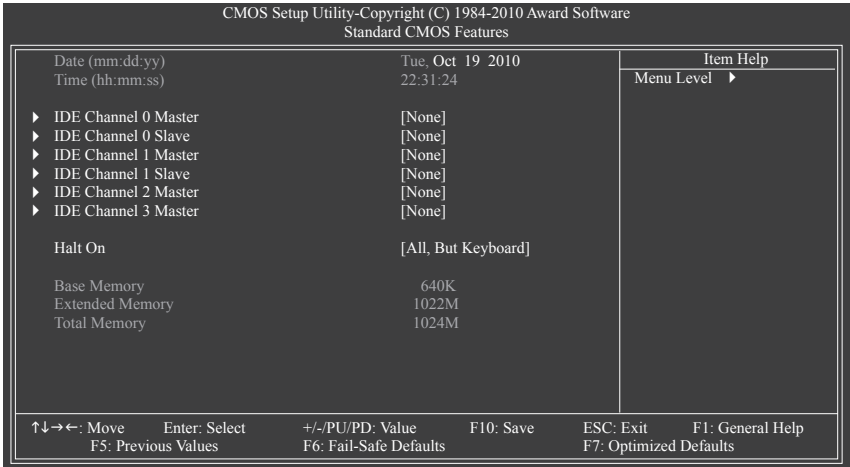 CMOS Setup Utility-Copyright (C) 1984-2010 Award Software
Standard CMOS Features
Date (mm:dd:yy) Tue, Oct 19 2010
Time (hh:mm:ss) 22:31:24
IDE Channel 0 Master [None]
IDE Channel 0 Slave [None]
IDE Channel 1 Master [None]
IDE Channel 1 Slave [None]
IDE Channel 2 Master [None]
IDE Channel 3 Master [None]
Halt On [All, But Keyboard]
Base Memory 640K
Extended Memory 1022M
Total Memory 1024M
Item Help
Menu Level ▶
↑↓→←: Move Enter: Select +/-/PU/PD: Value F10: Save ESC: Exit F1: General Help
F5: Previous Values F6: Fail-Safe Defaults F7: Optimized Defaults